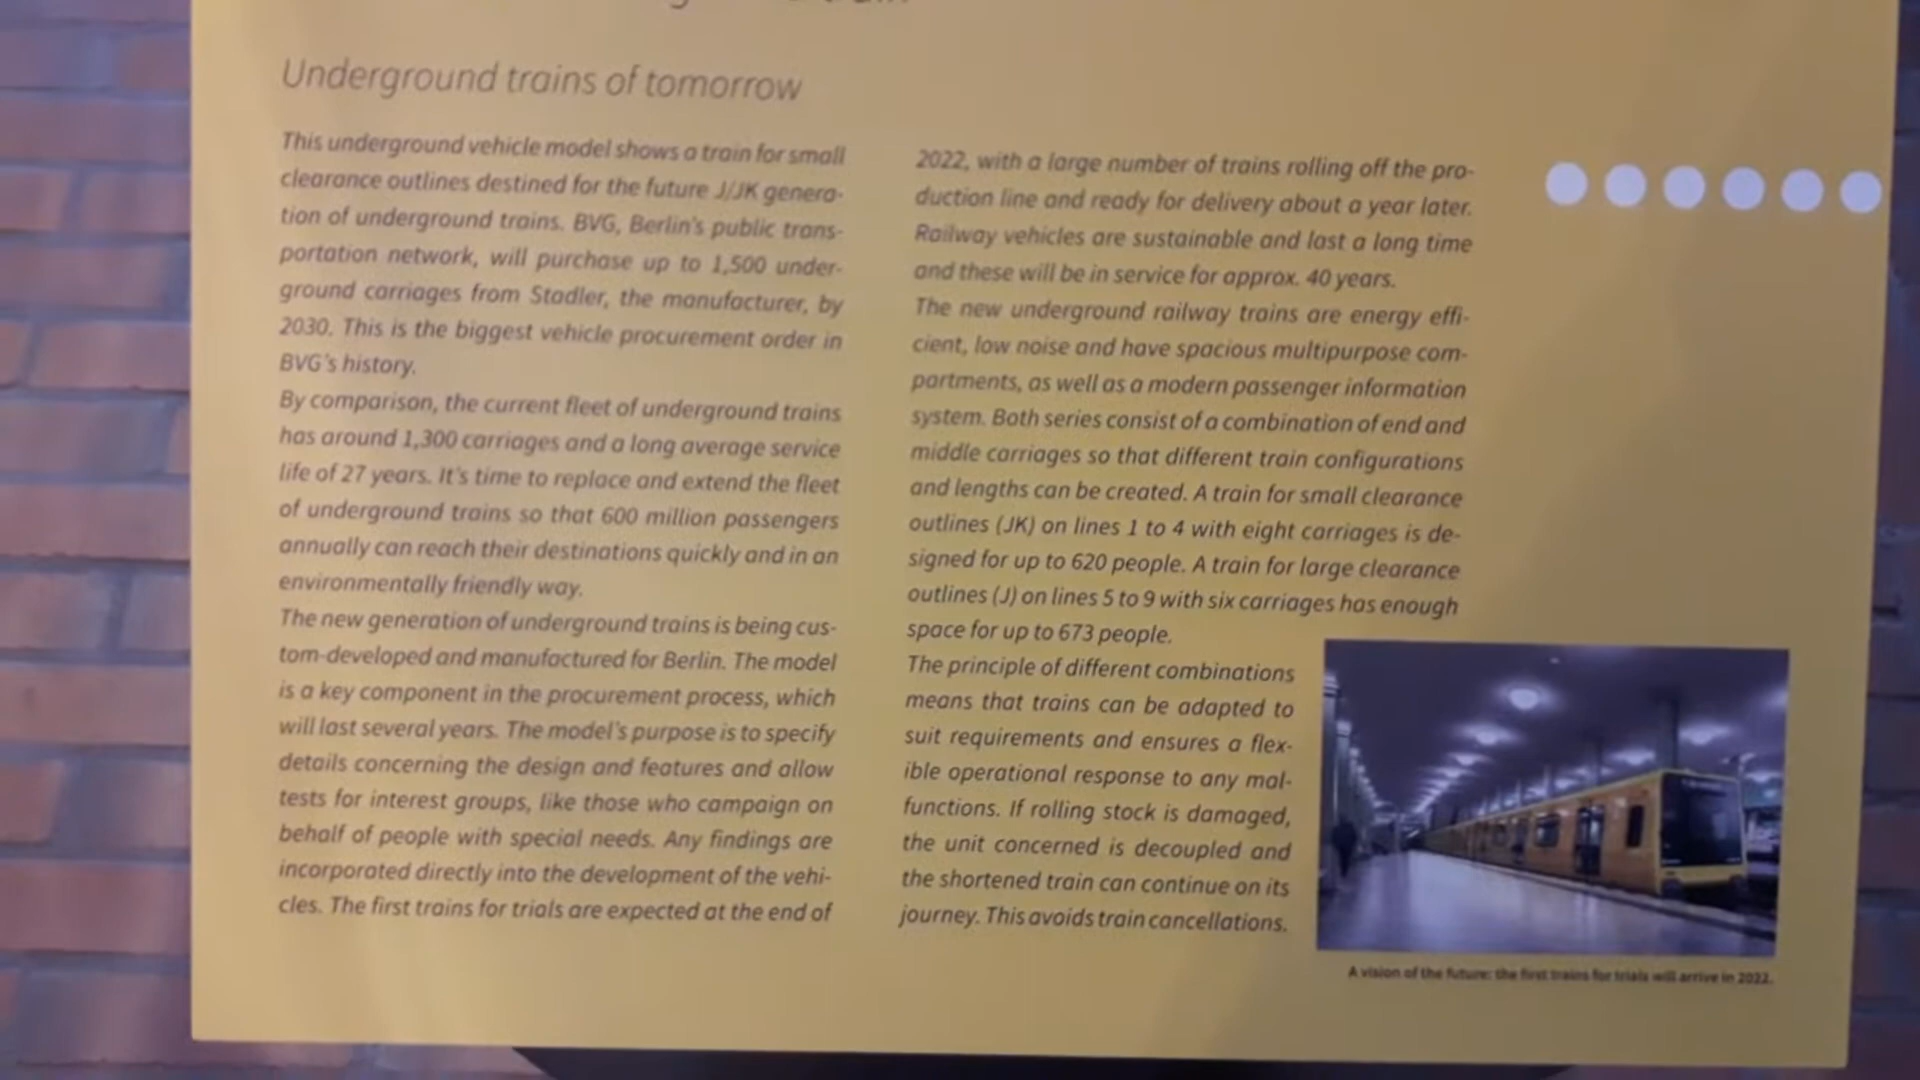 Underground trains of tomorrow
This underground vehicle model shows a train for small
clearance outlines destined for the future J/JK genera-
tion of underground trains. BVG, Berlin's public trans-
portation network, will purchase up to 1,500 under-
ground carriages from Stadler, the manufacturer, by
2030. This is the biggest vehicle procurement order in
BVG's history.
By comparison, the current fleet of underground trains
has around 1,300 carriages and a long average service
life of 27 years. It's time to replace and extend the fleet
of underground trains so that 600 million passengers
annually can reach their destinations quickly and in an
environmentally friendly way.
The new generation of underground trains is being cus-
tom-developed and manufactured for Berlin. The model
is a key component in the procurement process, which
will last several years. The model's purpose is to specify
details concerning the design and features and allow
tests for interest groups, like those who campaign on
behalf of people with special needs. Any findings are
incorporated directly into the development of the vehi-
cles. The first trains for trials are expected at the end of
2022, with a large number of trains rolling off the pro-
duction line and ready for delivery about a year later.
Railway vehicles are sustainable and last a long time
and these will be in service for approx. 40 years.
The new underground railway trains are energy effi-
cient, low noise and have spacious multipurpose com-
partments, as well as a modern passenger information
system. Both series consist of a combination of end and
middle carriages so that different train configurations
and lengths can be created. A train for small clearance
outlines (JK) on lines 1 to 4 with eight carriages is de-
signed for up to 620 people. A train for large clearance
outlines (J) on lines 5 to 9 with six carriages has enough
space for up to 673 people.
The principle of different combinations
means that trains can be adapted to
suit requirements and ensures a flex-
ible operational response to any mal-
functions. If rolling stock is damaged,
the unit concerned is decoupled and
the shortened train can continue on its
journey. This avoids train cancellations.
A vision of the future: the first trains for trials will arrive in 2022.